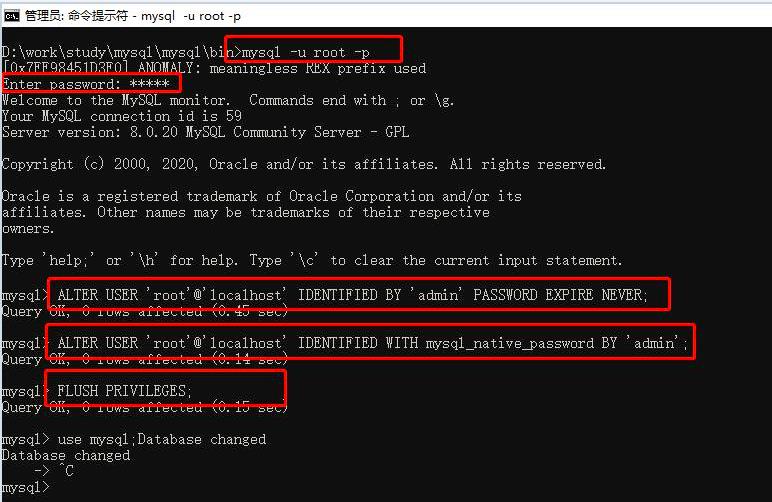 管理员: 命令提示符 - mysql  -u root -p
D:\work\study\mysql\mysql\bin>mysql -u root -p
[0x7FF98451D3E0] ANOMALY: meaningless REX prefix used
Enter password: *****
Welcome to the MySQL monitor.  Commands end with ; or \g.
Your MySQL connection id is 59
Server version: 8.0.20 MySQL Community Server - GPL
Copyright (c) 2000, 2020, Oracle and/or its affiliates. All rights reserved.
Oracle is a registered trademark of Oracle Corporation and/or its
affiliates. Other names may be trademarks of their respective
owners.
Type 'help;' or '\h' for help. Type '\c' to clear the current input statement.
mysql> ALTER USER 'root'@'localhost' IDENTIFIED BY 'admin' PASSWORD EXPIRE NEVER;
Query OK, 0 rows affected (0.45 sec)
mysql> ALTER USER 'root'@'localhost' IDENTIFIED WITH mysql_native_password BY 'admin';
Query OK, 0 rows affected (0.14 sec)
mysql> FLUSH PRIVILEGES;
Query OK, 0 rows affected (0.15 sec)
mysql> use mysql;Database changed
Database changed
    -> ^C
mysql>